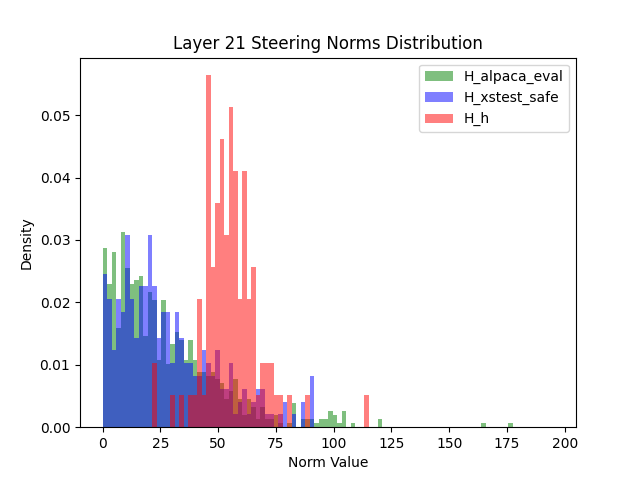 Layer 21 Steering Norms Distribution
H_alpaca_eval
H_xstest_safe
H_h
Density
0.05
0.04
0.03
0.02
0.01
0.00
0
25
50
75
100
125
150
175
200
Norm Value